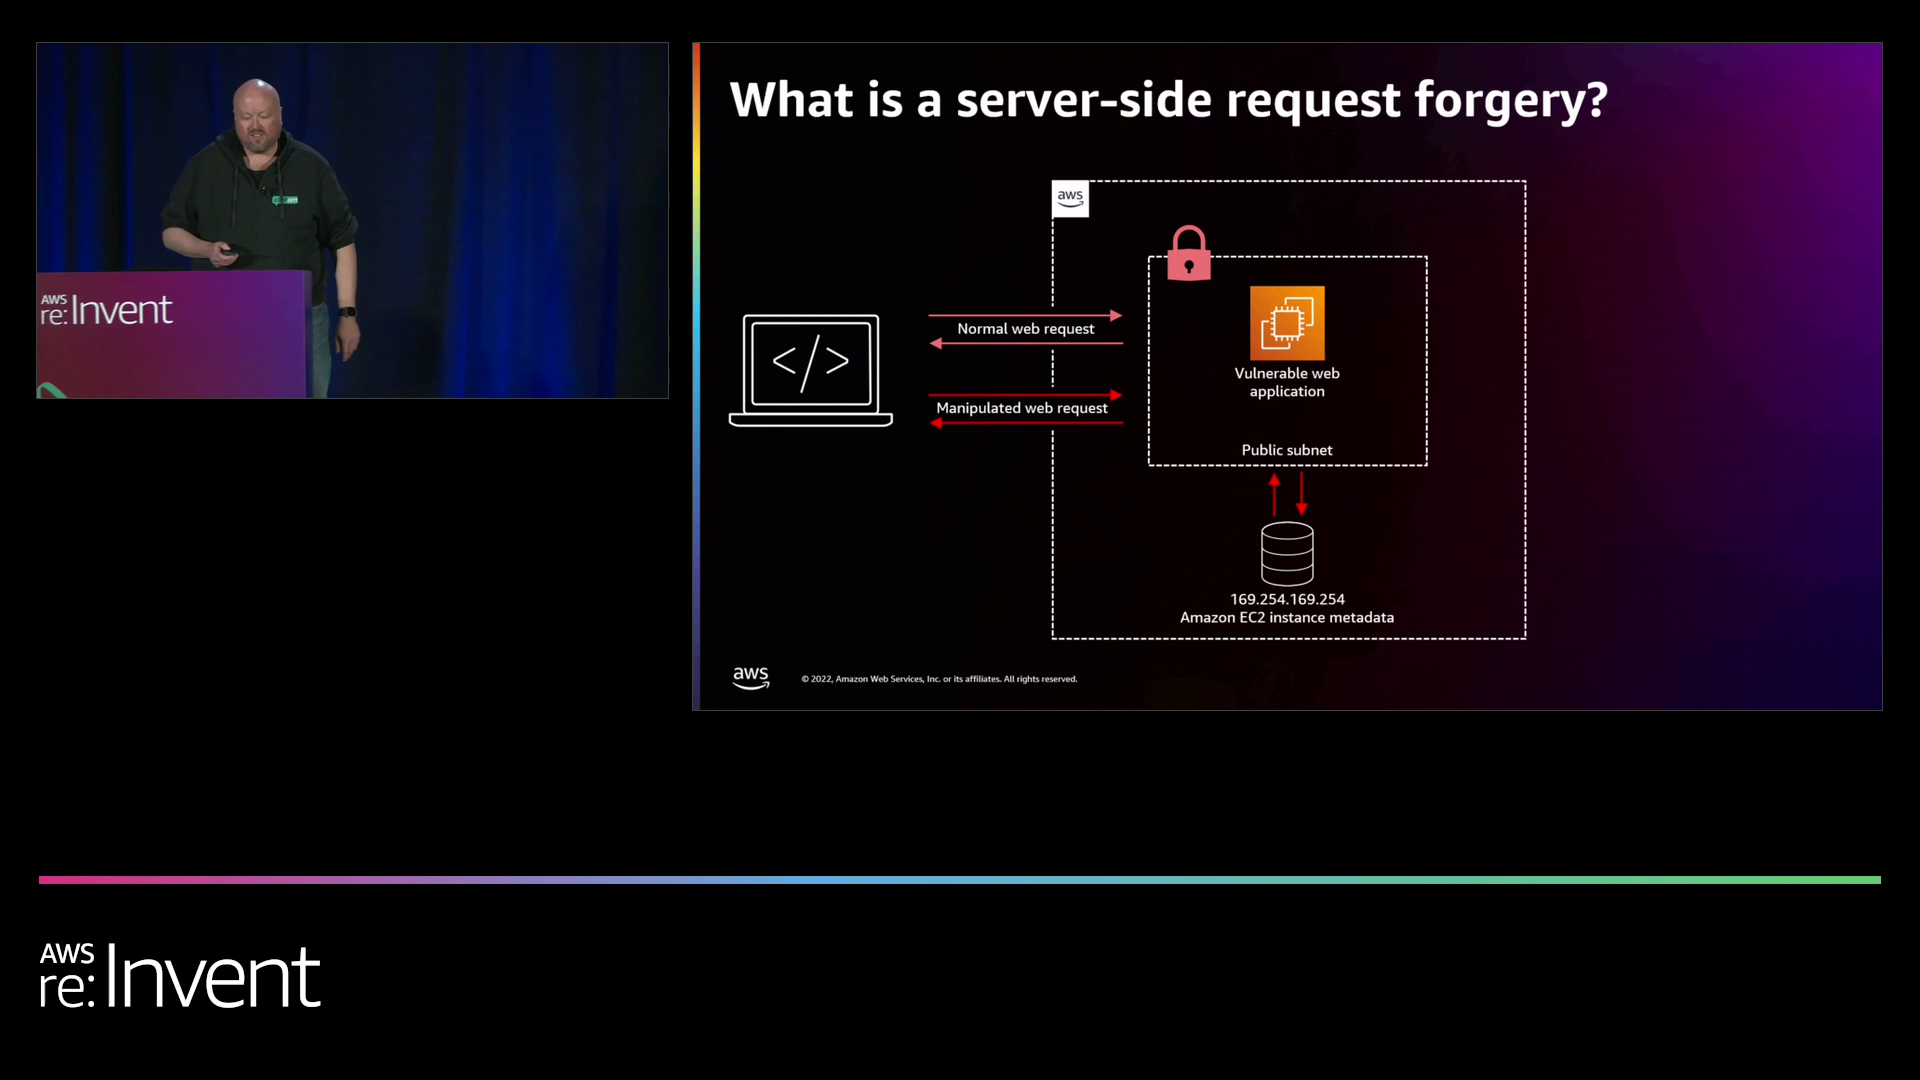 AWS
re:Invent
What is a server-side request forgery?
aws
Normal web request
Manipulated web request
</>
Vulnerable web
application
Public subnet
169.254.169.254
Amazon EC2 instance metadata
aws
© 2022, Amazon Web Services, Inc. or its affiliates. All rights reserved.
AWS
re:Invent